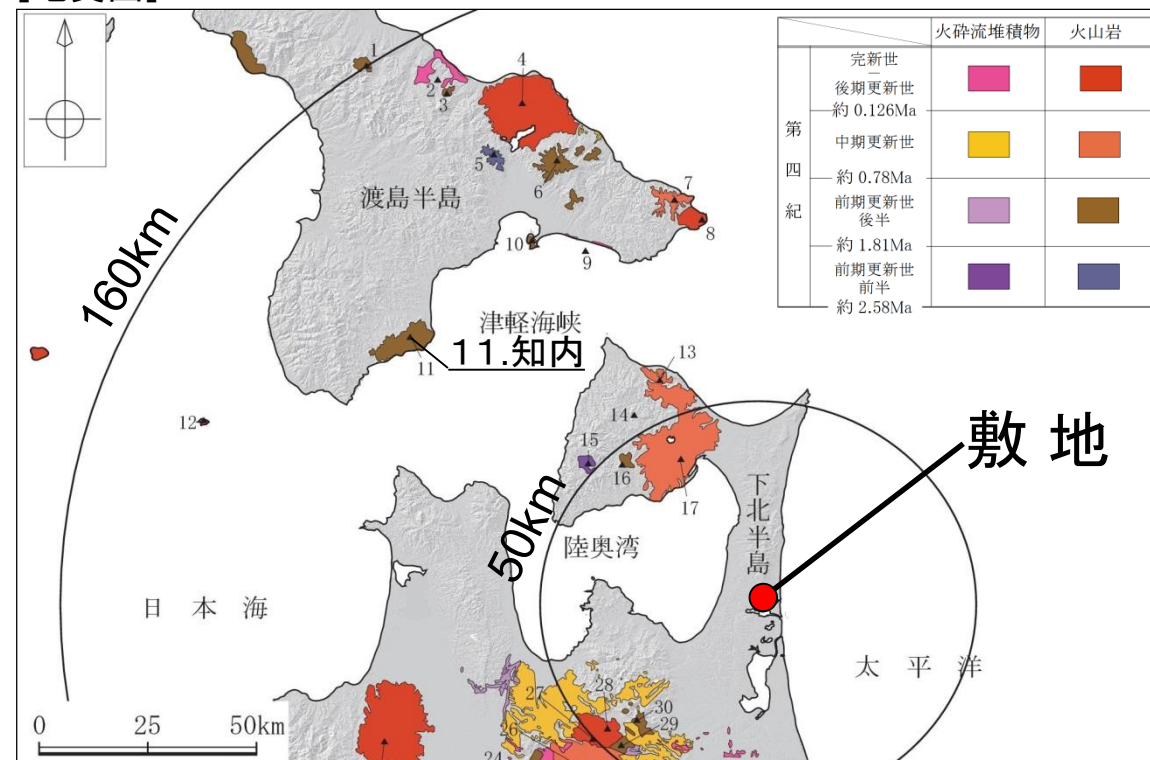 火砕流堆積物 火山岩
第四紀
完新世
–
後期更新世
約 0.126Ma
中期更新世
約 0.78Ma
前期更新世
後半
約 1.81Ma
前期更新世
前半
約 2.58Ma
1
2
3
4
5
6
7
8
9
10
渡島半島
160km
津軽海峡
11.知内
11
12
13
14
15
16
17
敷 地
50km
下北半島
陸奥湾
日 本 海
太 平 洋
27
28
30
29
26
24
0 25 50km